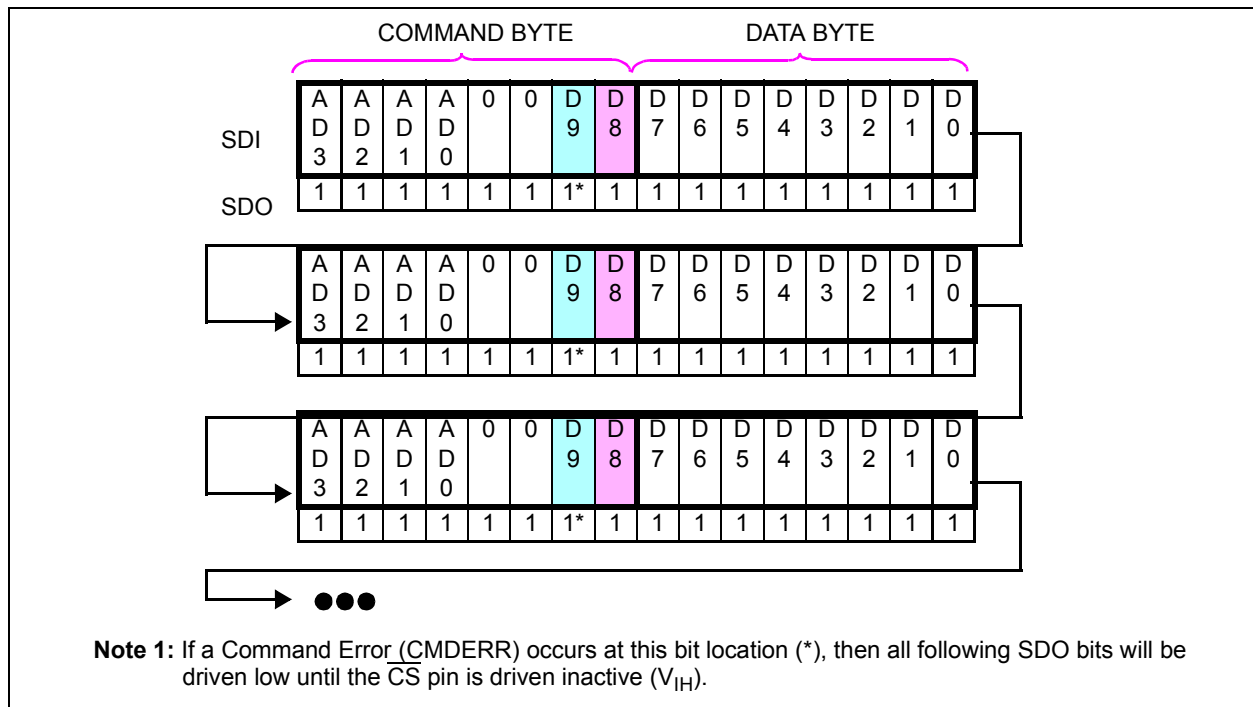 COMMAND BYTE DATA BYTE
SDI
A D 3 A D 2 A D 1 A D 0 0 0 D 9 D 8 D 7 D 6 D 5 D 4 D 3 D 2 D 1 D 0
SDO
1 1 1 1 1 1 1* 1 1 1 1 1 1 1 1 1
A D 3 A D 2 A D 1 A D 0 0 0 D 9 D 8 D 7 D 6 D 5 D 4 D 3 D 2 D 1 D 0
1 1 1 1 1 1 1* 1 1 1 1 1 1 1 1 1
A D 3 A D 2 A D 1 A D 0 0 0 D 9 D 8 D 7 D 6 D 5 D 4 D 3 D 2 D 1 D 0
1 1 1 1 1 1 1* 1 1 1 1 1 1 1 1 1
Note 1: If a Command Error (CMDERR) occurs at this bit location (*), then all following SDO bits will be
driven low until the CS pin is driven inactive (VIH).